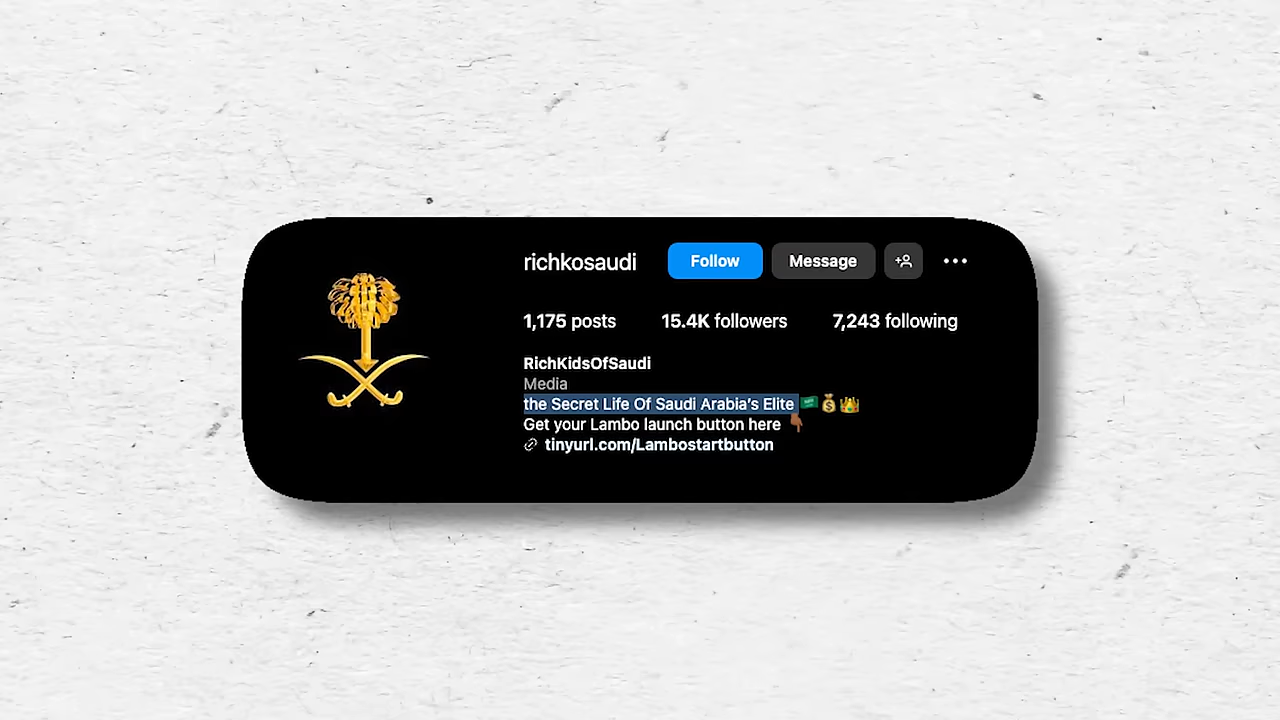 richkosaudi Follow Message
1,175 posts 15.4K followers 7,243 following
RichKidsOfSaudi
Media
the Secret Life Of Saudi Arabia's Elite 🇸🇦💰👑
Get your Lambo launch button here 👇🏾
tinyurl.com/Lambostartbutton